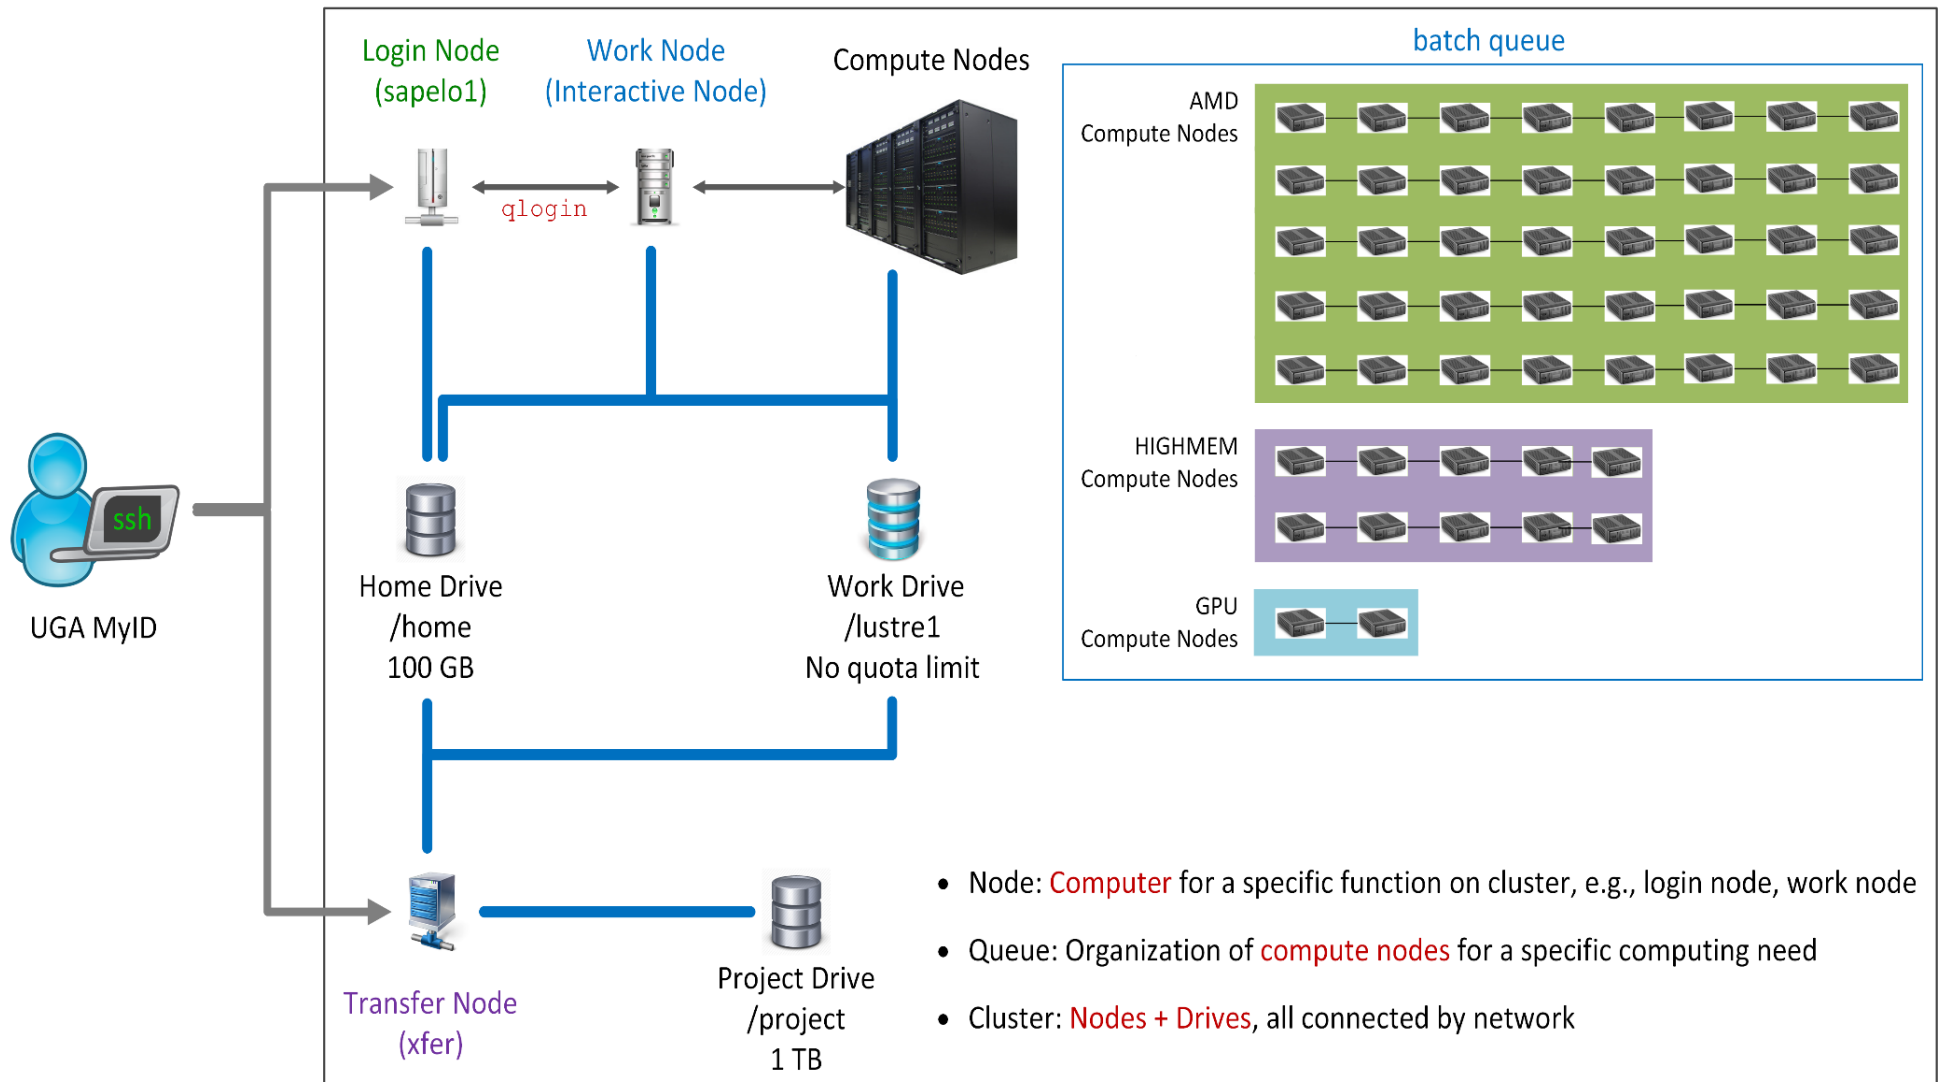 Login Node
(sapelo1)
Work Node
(Interactive Node)
Compute Nodes
qlogin
batch queue
AMD
Compute Nodes
HIGHMEM
Compute Nodes
GPU
Compute Nodes
ssh
UGA MyID
Home Drive
/home
100 GB
Work Drive
/lustre1
No quota limit
Transfer Node
(xfer)
Project Drive
/project
1 TB
• Node: Computer for a specific function on cluster, e.g., login node, work node
• Queue: Organization of compute nodes for a specific computing need
• Cluster: Nodes + Drives, all connected by network